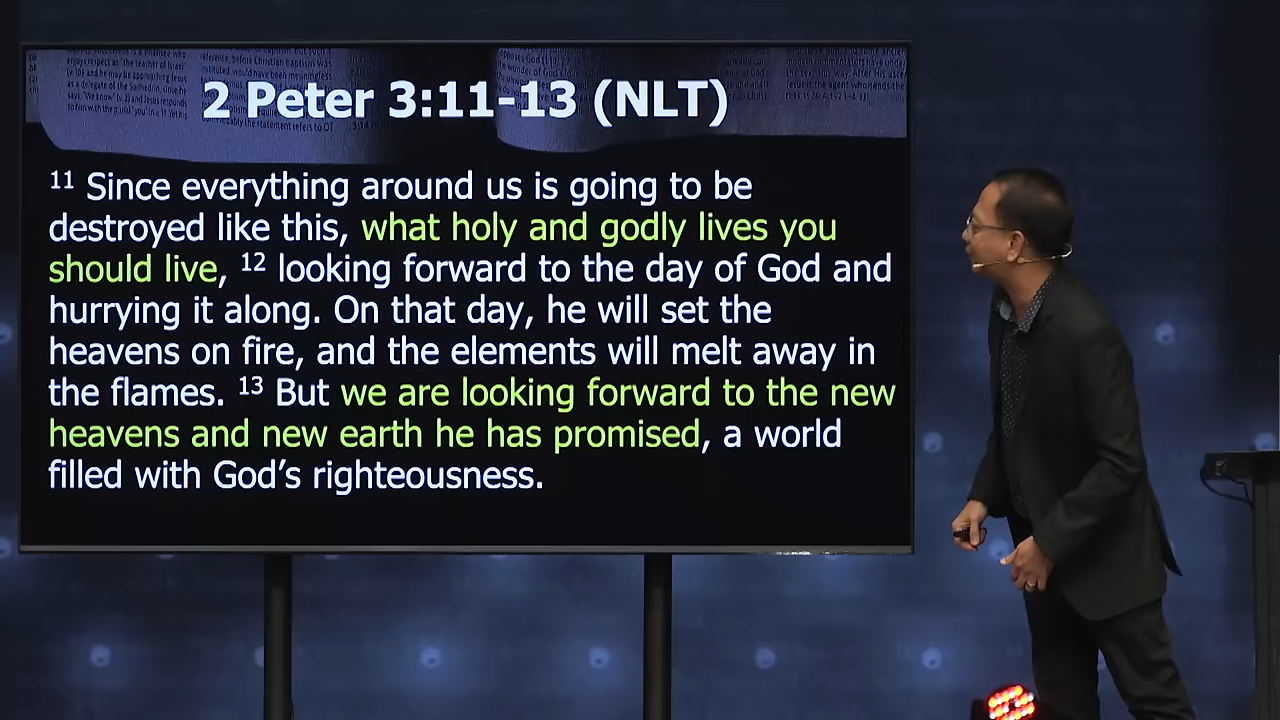 2 Peter 3:11-13 (NLT)
11 Since everything around us is going to be
destroyed like this, what holy and godly lives you
should live, 12 looking forward to the day of God and
hurrying it along. On that day, he will set the
heavens on fire, and the elements will melt away in
the flames. 13 But we are looking forward to the new
heavens and new earth he has promised, a world
filled with God’s righteousness.